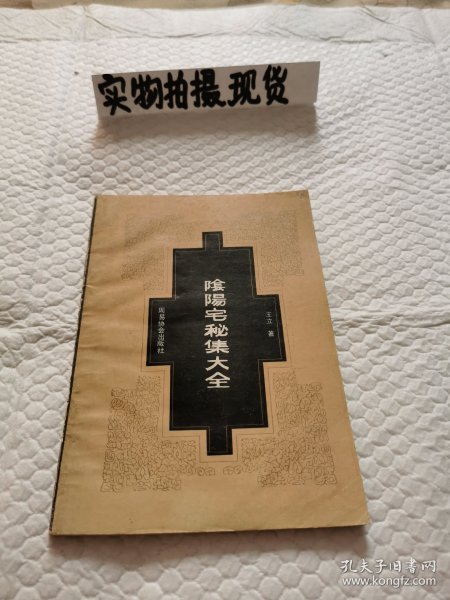 实物拍摄现货
陰陽宅秘集大全
王立 著
周易协会出版社
孔夫子旧书网
www.kongfz.com